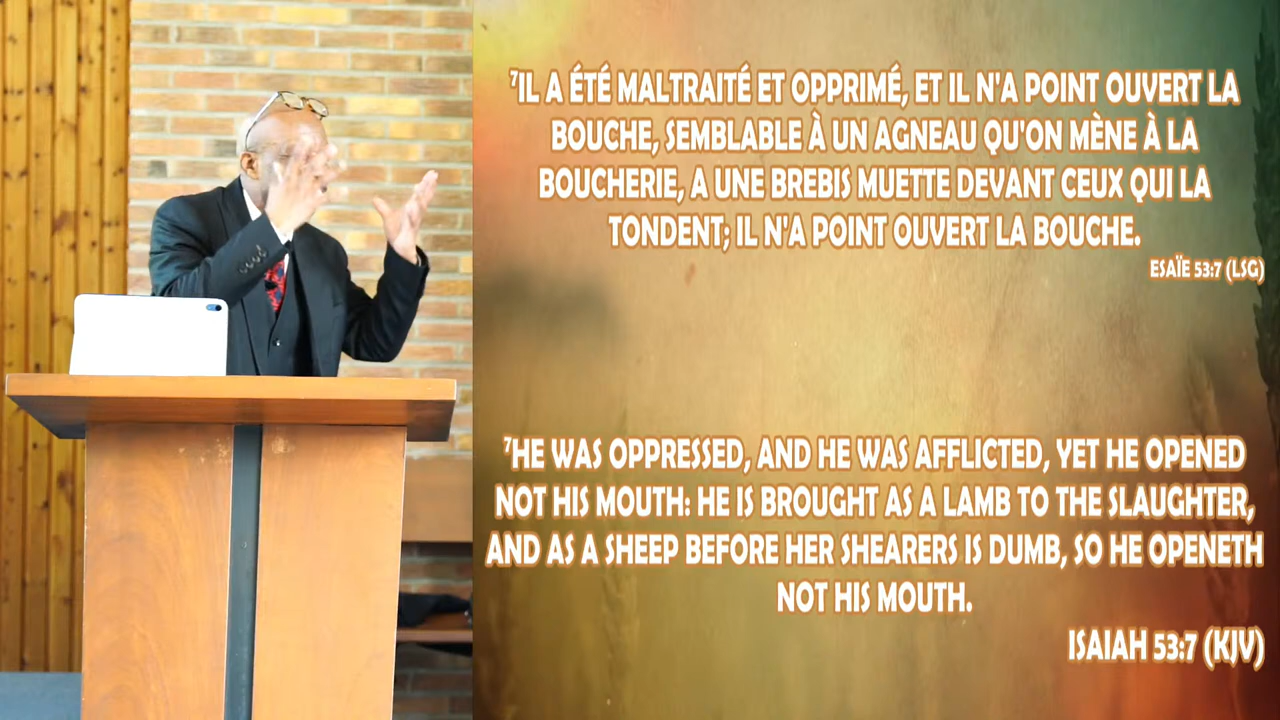 ⁷IL A ÉTÉ MALTRAITÉ ET OPPRIMÉ, ET IL N'A POINT OUVERT LA
BOUCHE, SEMBLABLE À UN AGNEAU QU'ON MÈNE À LA
BOUCHERIE, A UNE BREBIS MUETTE DEVANT CEUX QUI LA
TONDENT; IL N'A POINT OUVERT LA BOUCHE.
ESAÏE 53:7 (LSG)
⁷HE WAS OPPRESSED, AND HE WAS AFFLICTED, YET HE OPENED
NOT HIS MOUTH: HE IS BROUGHT AS A LAMB TO THE SLAUGHTER,
AND AS A SHEEP BEFORE HER SHEARERS IS DUMB, SO HE OPENETH
NOT HIS MOUTH.
ISAIAH 53:7 (KJV)